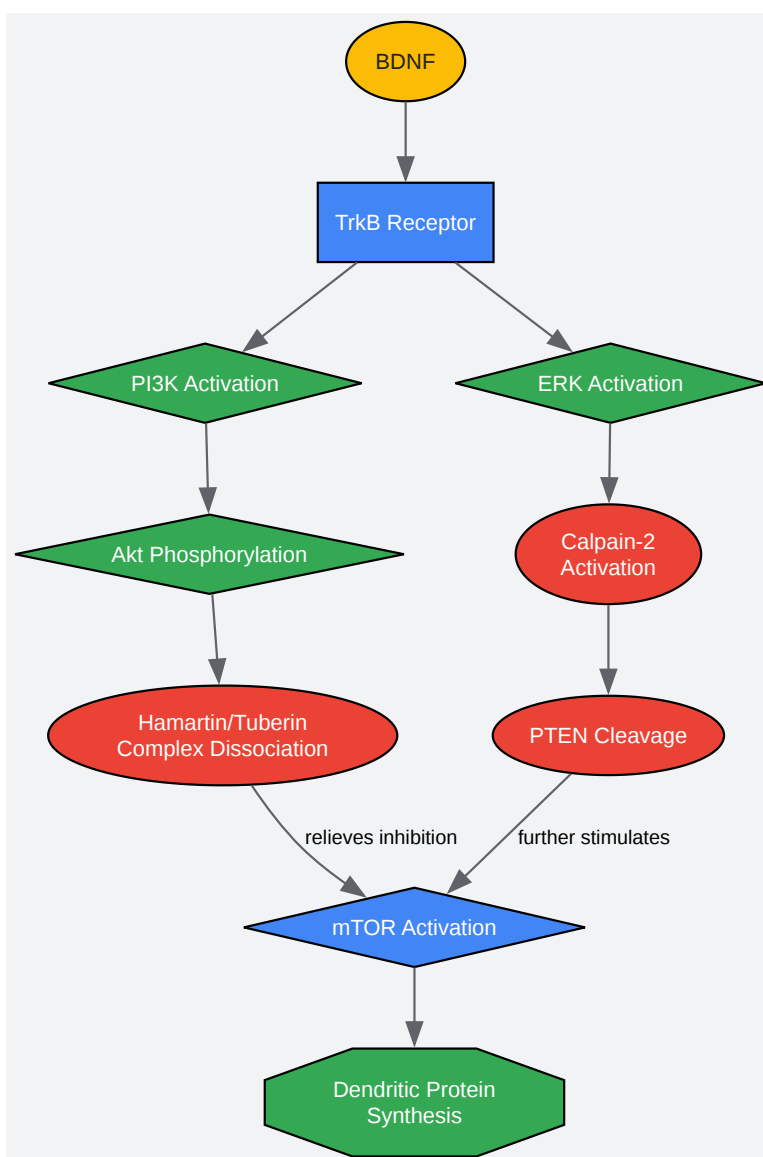 BDNF
TrkB Receptor
PI3K Activation
ERK Activation
Akt Phosphorylation
Calpain-2
Activation
Hamartin/Tuberin
Complex Dissociation
PTEN Cleavage
relieves inhibition
further stimulates
mTOR Activation
Dendritic Protein
Synthesis